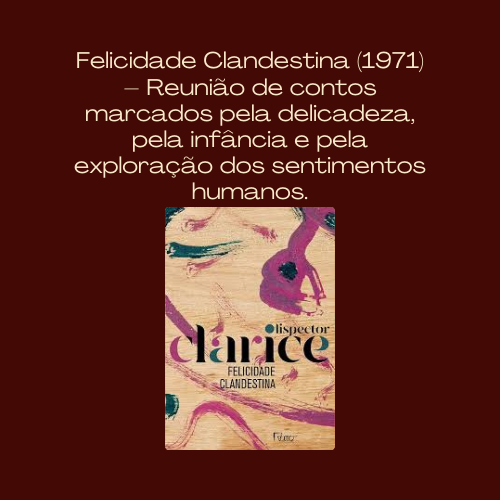 Felicidade Clandestina (1971)
— Reunião de contos
marcados pela delicadeza,
pela infância e pela
exploração dos sentimentos
humanos.
lispector
clarice
FELICIDADE
CLANDESTINA